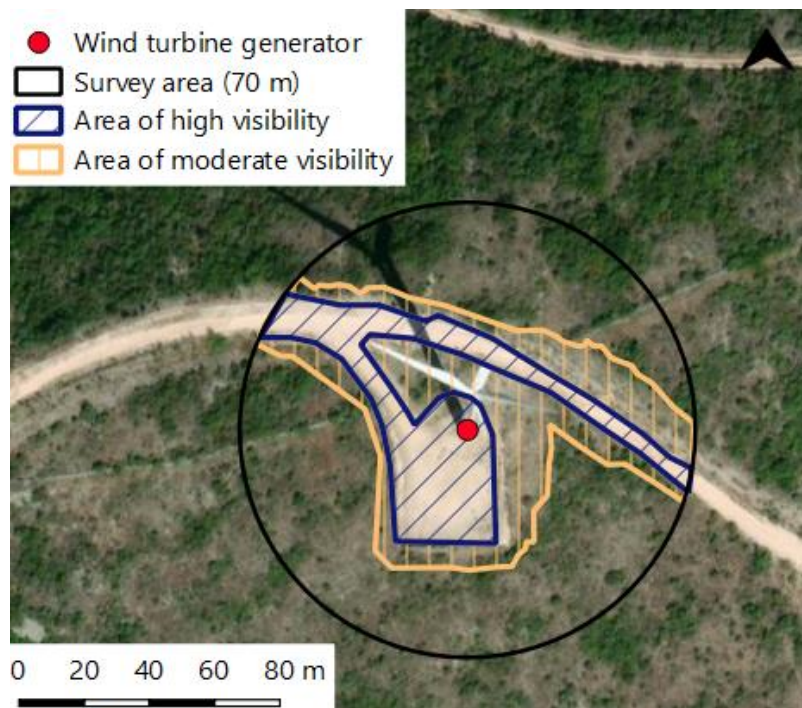 Wind turbine generator
Survey area (70 m)
Area of high visibility
Area of moderate visibility
0 20 40 60 80 m